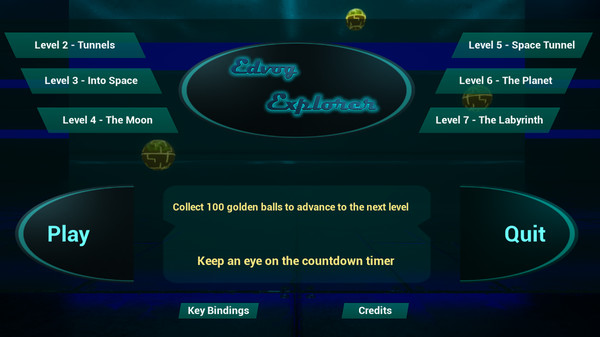 Level 2 - Tunnels
Level 3 - Into Space
Level 4 - The Moon
Edvoy
Explorer
Level 5 - Space Tunnel
Level 6 - The Planet
Level 7 - The Labyrinth
Play
Collect 100 golden balls to advance to the next level
Keep an eye on the countdown timer
Quit
Key Bindings
Credits